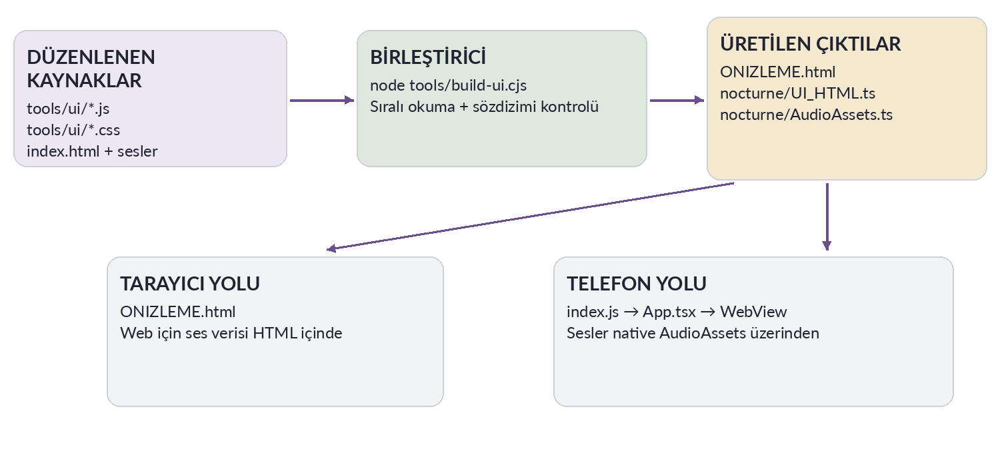 DÜZENLENEN
KAYNAKLAR
tools/ui/*.js
tools/ui/*.css
index.html + sesler
BİRLEŞTİRİCİ
node tools/build-ui.cjs
Sıralı okuma + sözdizimi kontrolü
ÜRETİLEN ÇIKTILAR
ONIZLEME.html
nocturne/UI_HTML.ts
nocturne/AudioAssets.ts
TARAYICI YOLU
ONIZLEME.html
Web için ses verisi HTML içinde
TELEFON YOLU
index.js → App.tsx → WebView
Sesler native AudioAssets üzerinden